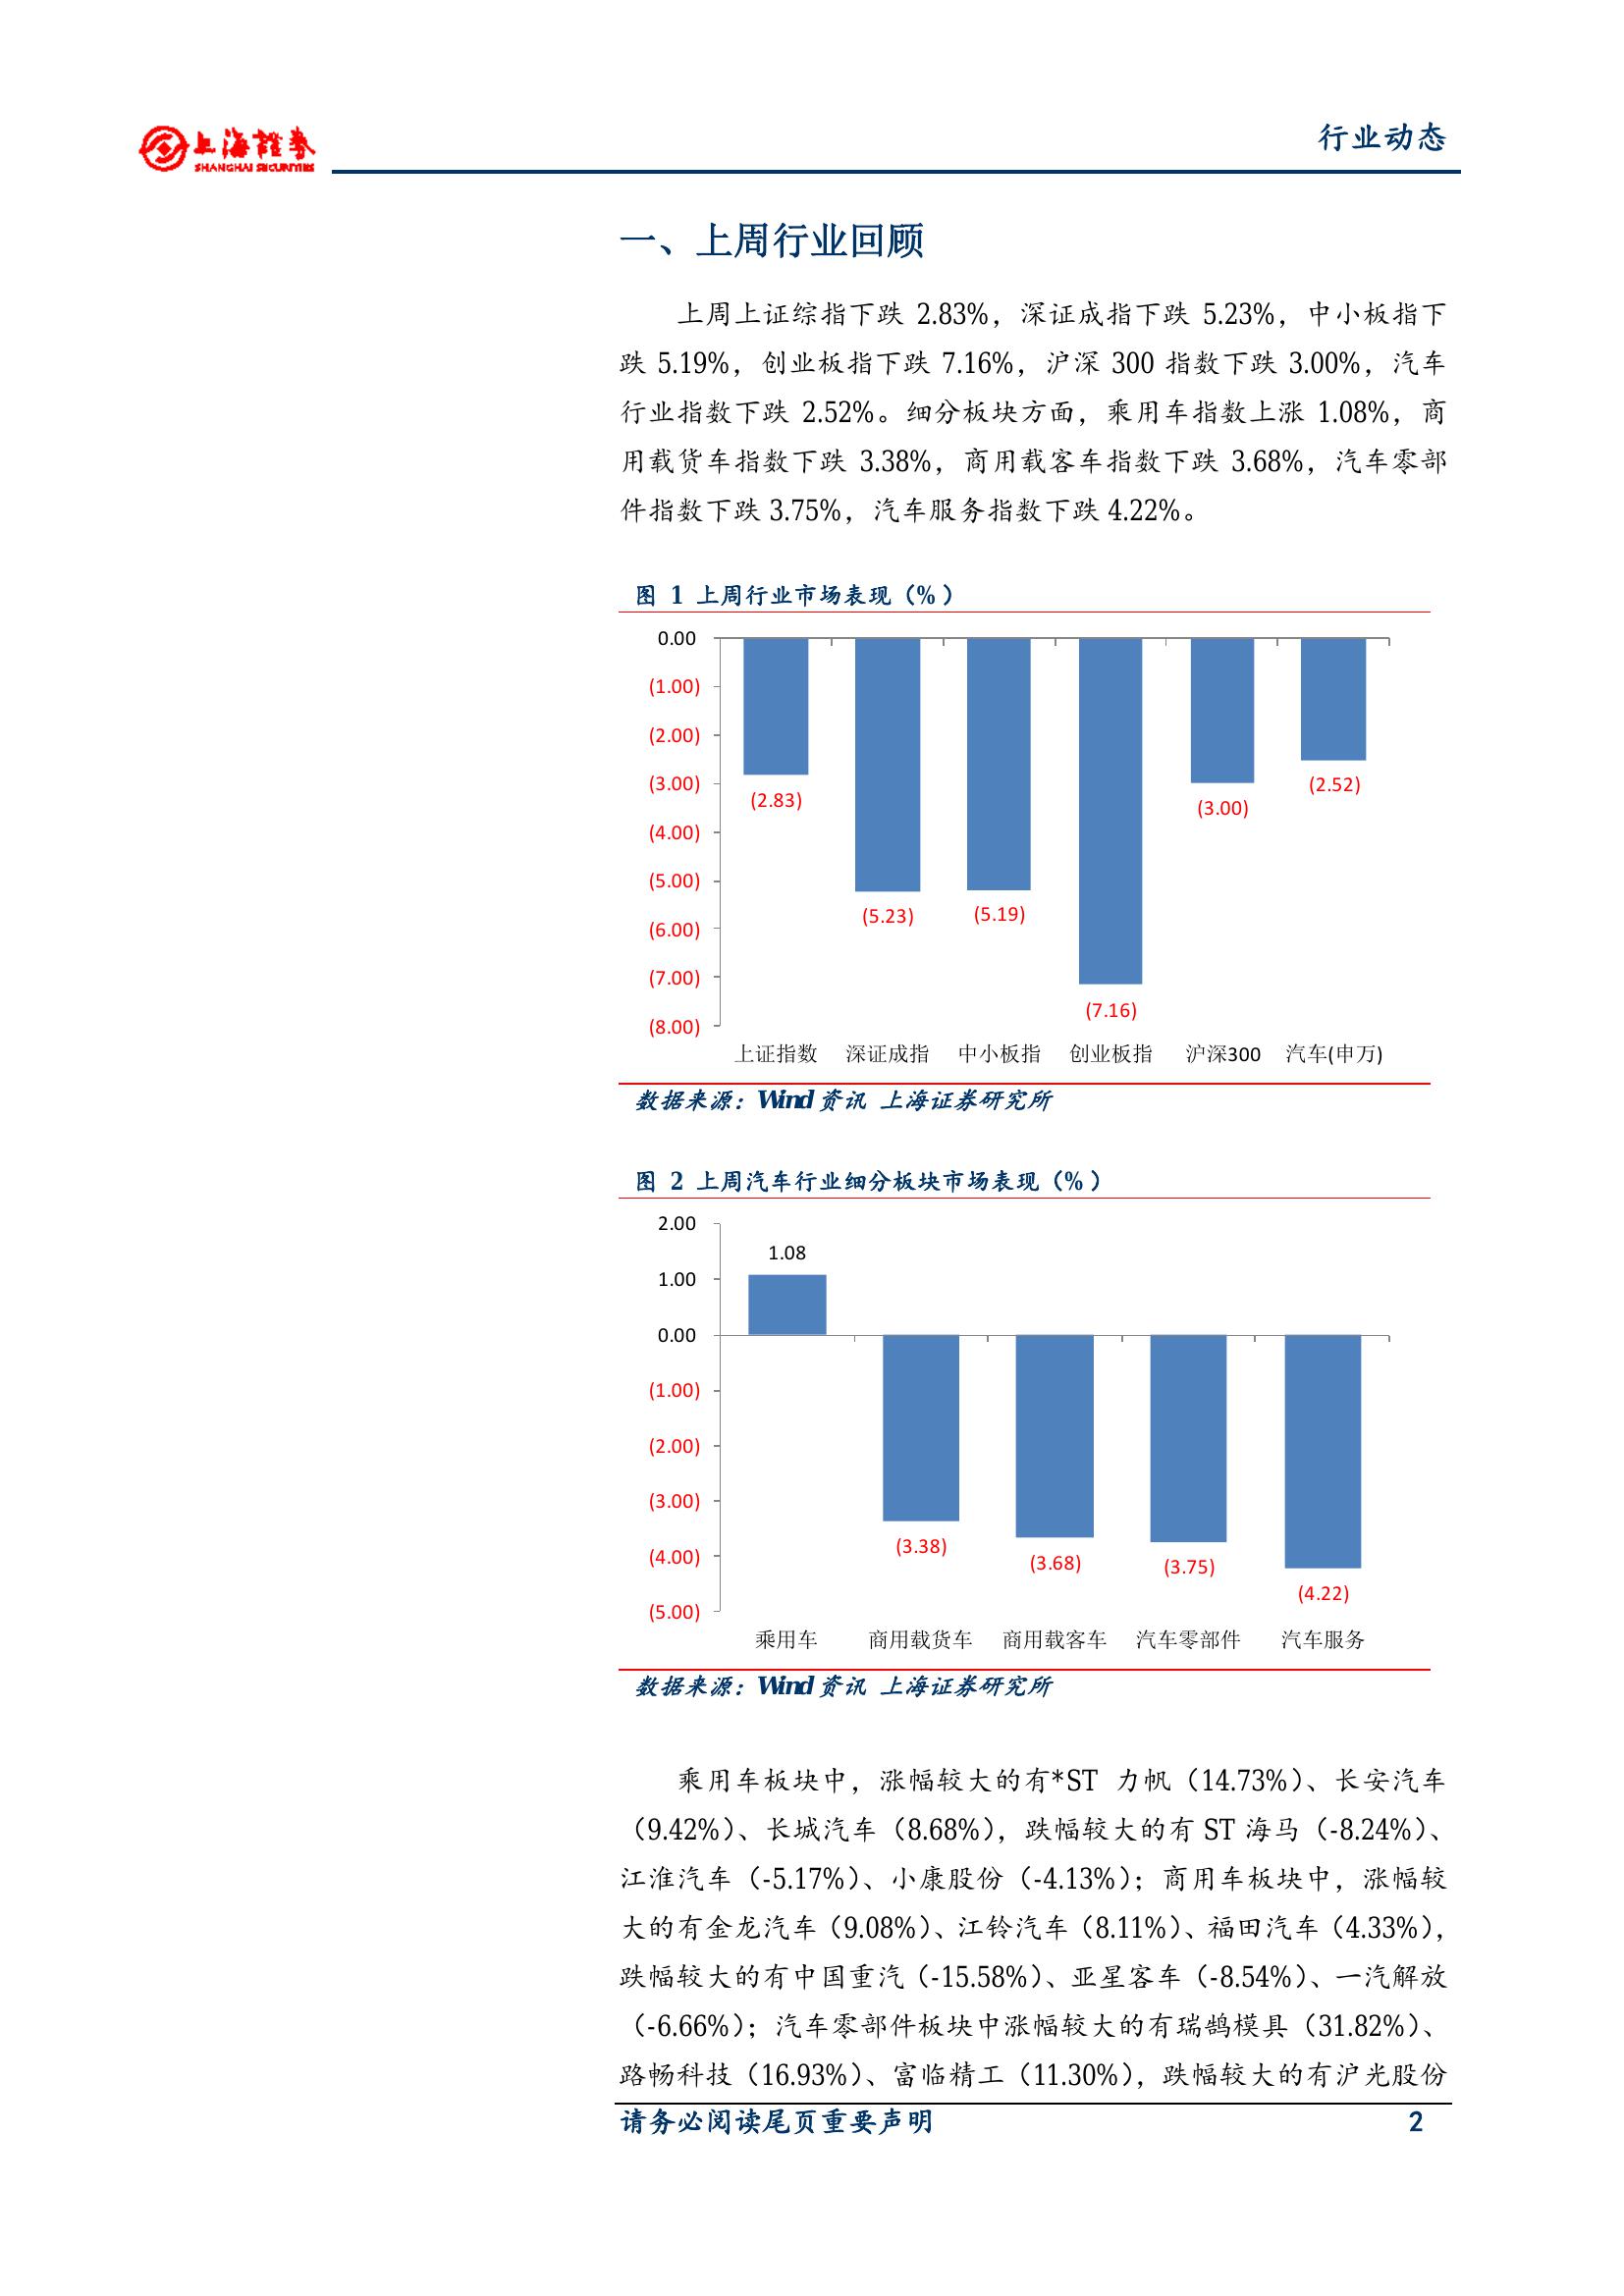 上海證券
SHANGHAI SECURITIES
行业动态
一、上周行业回顾
上周上证综指下跌 2.83%，深证成指下跌 5.23%，中小板指下
跌 5.19%，创业板指下跌 7.16%，沪深 300 指数下跌 3.00%，汽车
行业指数下跌 2.52%。细分板块方面，乘用车指数上涨 1.08%，商
用载货车指数下跌 3.38%，商用载客车指数下跌 3.68%，汽车零部
件指数下跌 3.75%，汽车服务指数下跌 4.22%。
图 1 上周行业市场表现（%）
0.00
(1.00)
(2.00)
(3.00)
(4.00)
(5.00)
(6.00)
(7.00)
(8.00)
(2.83)
(5.23)
(5.19)
(7.16)
(3.00)
(2.52)
上证指数 深证成指 中小板指 创业板指 沪深300 汽车(申万)
数据来源：Wind 资讯 上海证券研究所
图 2 上周汽车行业细分板块市场表现（%）
2.00
1.00
0.00
(1.00)
(2.00)
(3.00)
(4.00)
(5.00)
1.08
(3.38)
(3.68)
(3.75)
(4.22)
乘用车 商用载货车 商用载客车 汽车零部件 汽车服务
数据来源：Wind 资讯 上海证券研究所
乘用车板块中，涨幅较大的有*ST 力帆（14.73%）、长安汽车
（9.42%）、长城汽车（8.68%），跌幅较大的有 ST 海马（-8.24%）、
江淮汽车（-5.17%）、小康股份（-4.13%）；商用车板块中，涨幅较
大的有金龙汽车（9.08%）、江铃汽车（8.11%）、福田汽车（4.33%），
跌幅较大的有中国重汽（-15.58%）、亚星客车（-8.54%）、一汽解放
（-6.66%）；汽车零部件板块中涨幅较大的有瑞鹄模具（31.82%）、
路畅科技（16.93%）、富临精工（11.30%），跌幅较大的有沪光股份
请务必阅读尾页重要声明 2